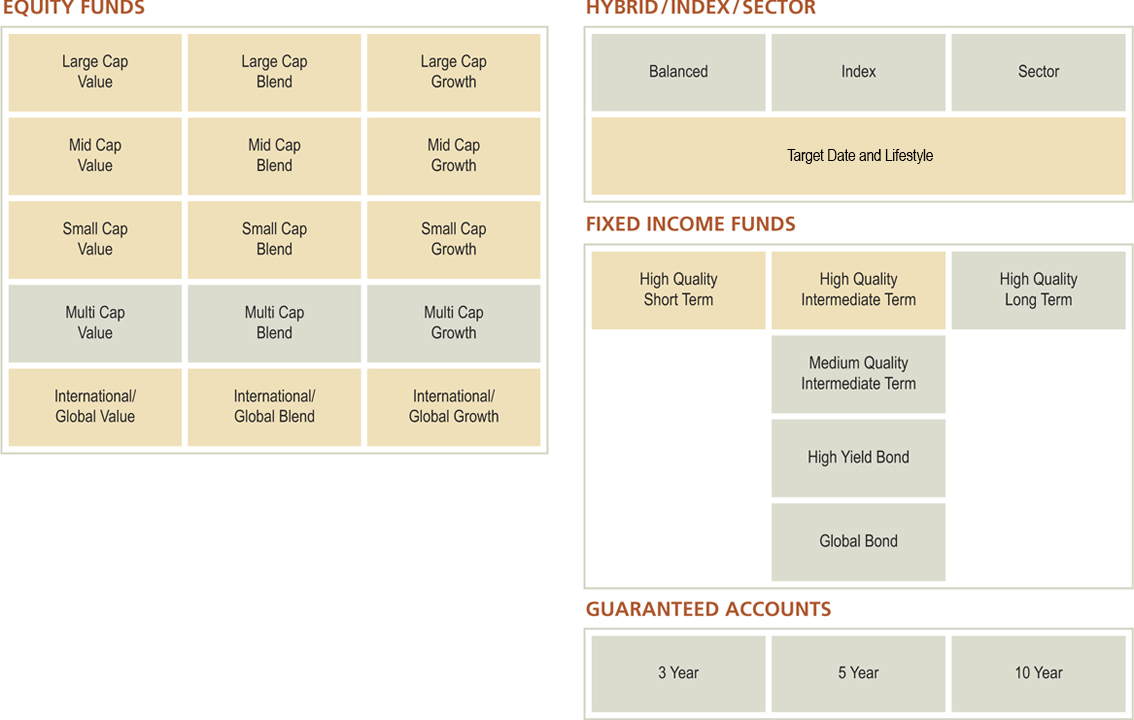 EQUITY FUNDS
Large Cap
Value
Large Cap
Blend
Large Cap
Growth
Mid Cap
Value
Mid Cap
Blend
Mid Cap
Growth
Small Cap
Value
Small Cap
Blend
Small Cap
Growth
Multi Cap
Value
Multi Cap
Blend
Multi Cap
Growth
International/
Global Value
International/
Global Blend
International/
Global Growth
HYBRID/INDEX/SECTOR
Balanced
Index
Sector
Target Date and Lifestyle
FIXED INCOME FUNDS
High Quality
Short Term
High Quality
Intermediate Term
High Quality
Long Term
Medium Quality
Intermediate Term
High Yield Bond
Global Bond
GUARANTEED ACCOUNTS
3 Year
5 Year
10 Year